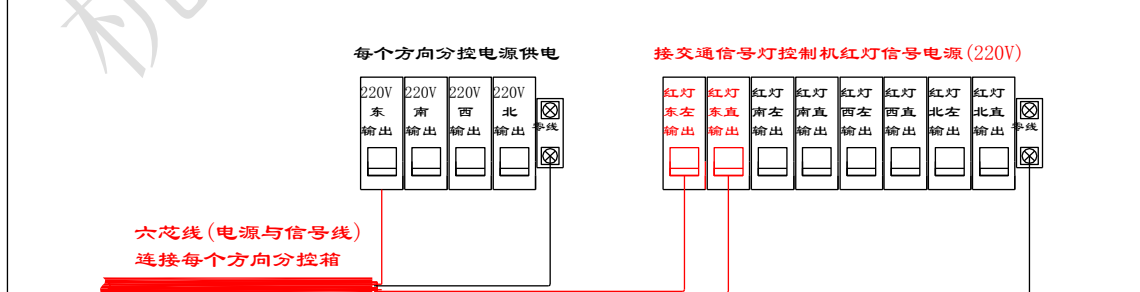 机
每个方向分控电源供电
接交通信号灯控制机红灯信号电源(220V)
220V 220V 220V 220V
东 南 西 北
输出 输出 输出 输出
零线
红灯 红灯 红灯 红灯 红灯 红灯 红灯 红灯
东左 东直 南左 南直 西左 西直 北左 北直
输出 输出 输出 输出 输出 输出 输出 输出
零线
六芯线(电源与信号线)
连接每个方向分控箱